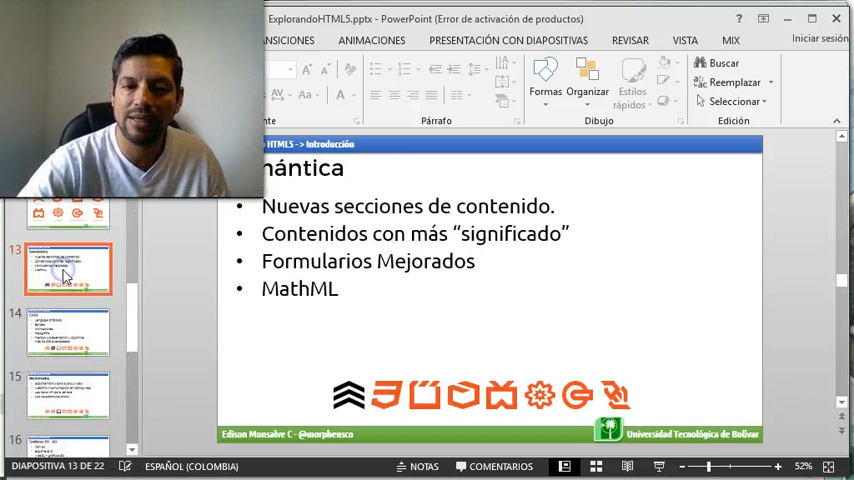 ExplorandoHTML5.pptx - PowerPoint (Error de activación de productos)
ANSICIONES ANIMACIONES PRESENTACIÓN CON DIAPOSITIVAS REVISAR VISTA MIX Iniciar sesión
Formas
Organizar
Estilos
rápidos
Buscar
Reemplazar
Seleccionar
Párrafo
Dibujo
Edición
HTML5 -> Introducción
mántica
• Nuevas secciones de contenido.
• Contenidos con más “significado”
• Formularios Mejorados
• MathML
13
14
15
16
Edison Monsalve C - @morpheusco
Universidad Tecnológica de Bolívar
DIAPOSITIVA 13 DE 22 ESPAÑOL (COLOMBIA) NOTAS COMENTARIOS 52%